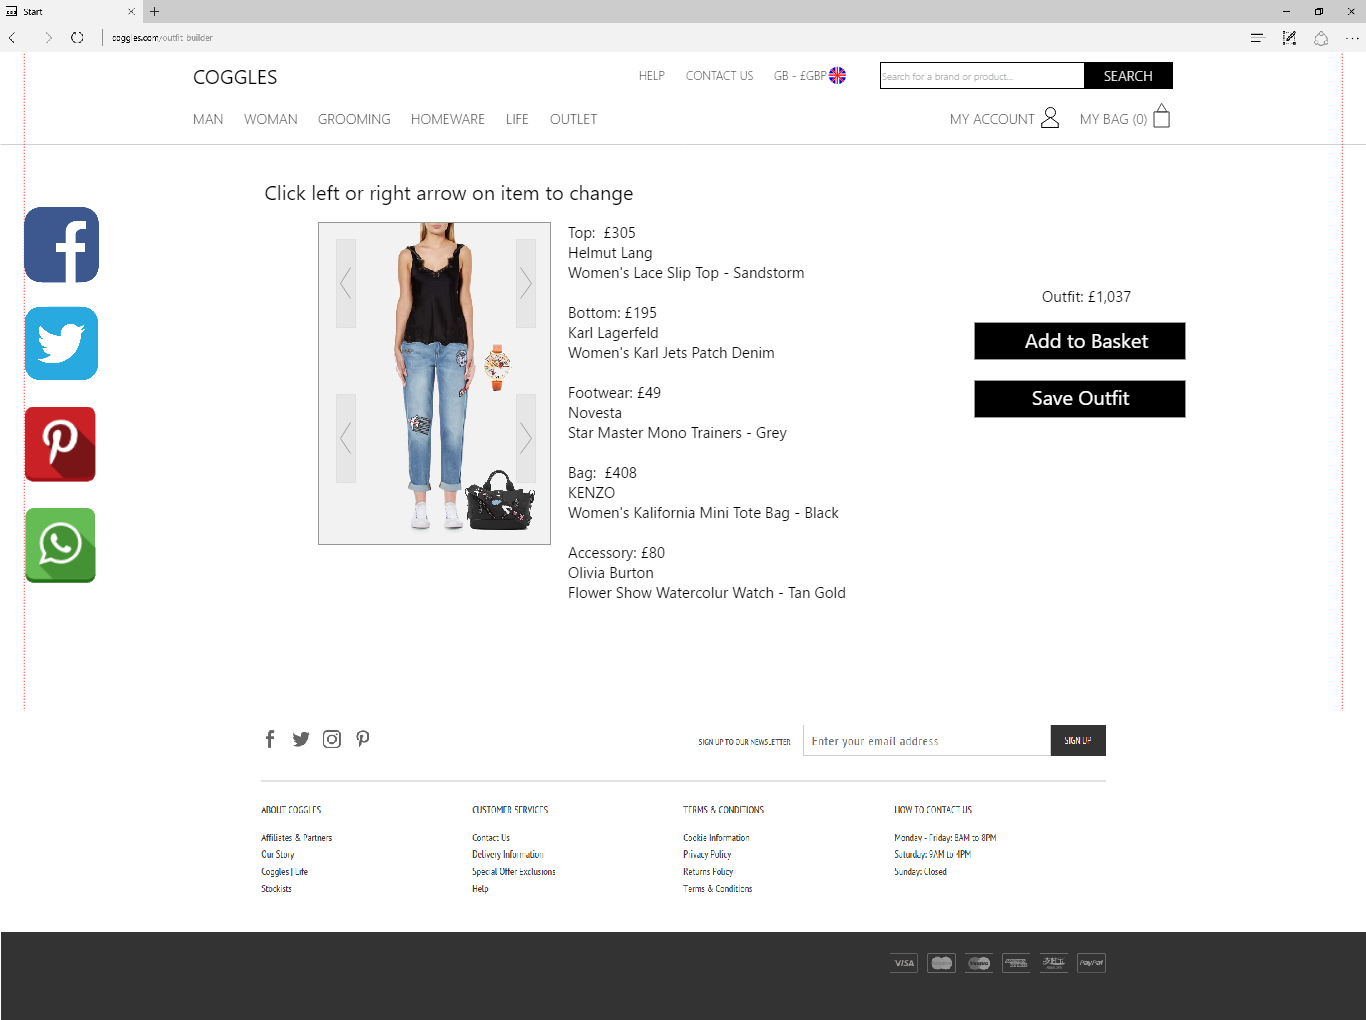 Start
coggles.com/outfit-builder
COGGLES
HELP
CONTACT US
GB - £GBP
Search for a brand or product...
SEARCH
MAN
WOMAN
GROOMING
HOMEWARE
LIFE
OUTLET
MY ACCOUNT
MY BAG (0)
Click left or right arrow on item to change
Top:  £305
Helmut Lang
Women's Lace Slip Top - Sandstorm
Bottom: £195
Karl Lagerfeld
Women's Karl Jets Patch Denim
Footwear: £49
Novesta
Star Master Mono Trainers - Grey
Bag:  £408
KENZO
Women's Kalifornia Mini Tote Bag - Black
Accessory: £80
Olivia Burton
Flower Show Watercolur Watch - Tan Gold
Outfit: £1,037
Add to Basket
Save Outfit
SIGN UP TO OUR NEWSLETTER
Enter your email address
SIGN UP
ABOUT COGGLES
Affiliates & Partners
Our Story
Coggles | Life
Stockists
CUSTOMER SERVICES
Contact Us
Delivery Information
Special Offer Exclusions
Help
TERMS & CONDITIONS
Cookie Information
Privacy Policy
Returns Policy
Terms & Conditions
HOW TO CONTACT US
Monday - Friday: 8AM to 8PM
Saturday: 9AM to 4PM
Sunday: Closed
VISA
PayPal